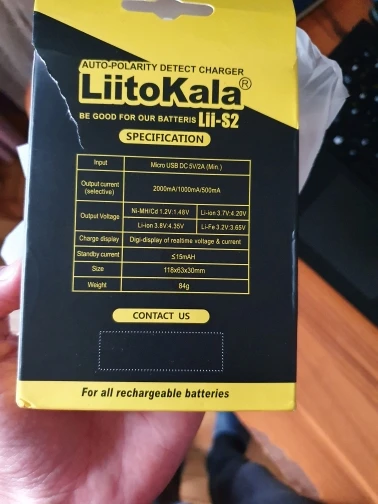 AUTO-POLARITY DETECT CHARGER
LiitoKala®
BE GOOD FOR OUR BATTERIS Lii-S2
SPECIFICATION
Input Micro USB DC 5V/2A (Min.)
Output current (selective) 2000mA/1000mA/500mA
Output Voltage Ni-MH/Cd 1.2V:1.48V Li-ion 3.7V:4.20V
Li-ion 3.8V:4.35V Li-Fe 3.2V:3.65V
Charge display Digi-display of realtime voltage & current
Standby current ≤15mAH
Size 118x63x30mm
Weight 84g
CONTACT US
For all rechargeable batteries